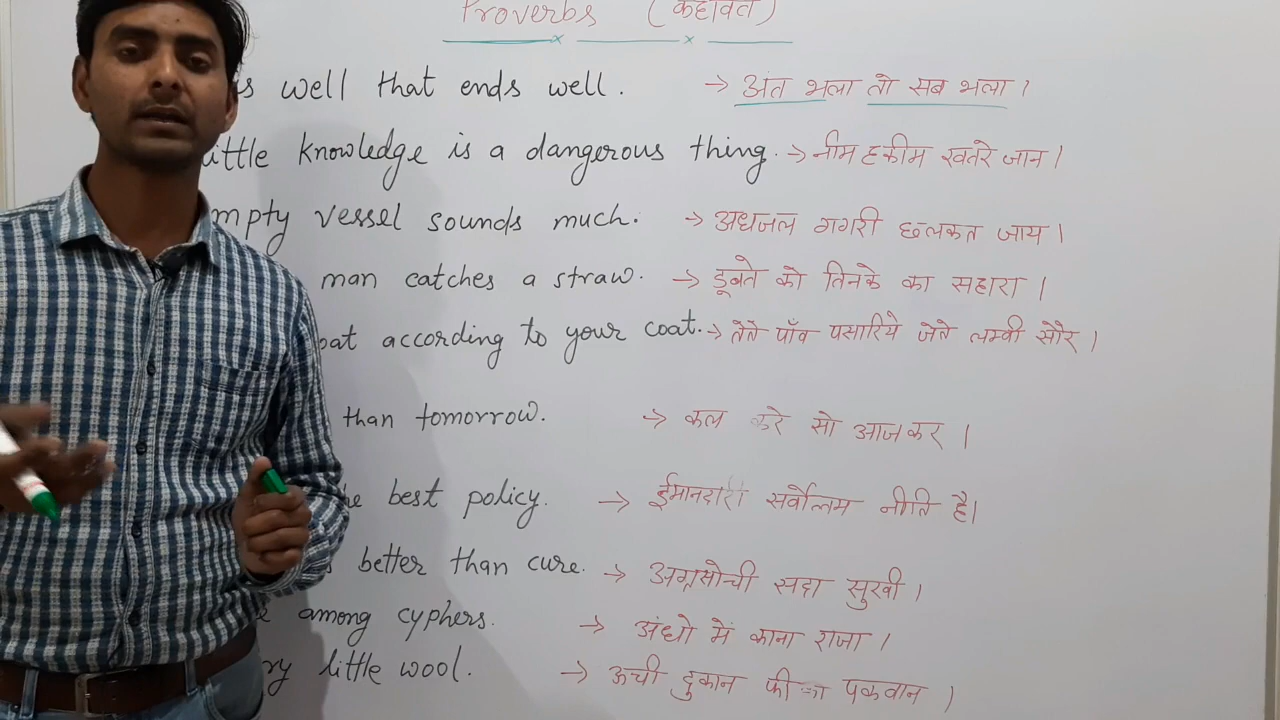 Proverbs (कहावत)
s well that ends well. → अंत भला तो सब भला।
ittle knowledge is a dangerous thing. → नीम हकीम खतरे जान।
mpty vessel sounds much. → अधजल गगरी छलकत जाय।
man catches a straw. → डूबते को तिनके का सहारा।
oat according to your coat. → तेते पाँव पसारिये जेते लम्बी सौर।
than tomorrow. → कल करे सो आज कर।
he best policy. → ईमानदारी सर्वोत्तम नीति है।
s better than cure. → अग्रसोची सदा सुखी।
e among cyphers. → अंधो में काना राजा।
ry little wool. → ऊची दुकान फीका पकवान।